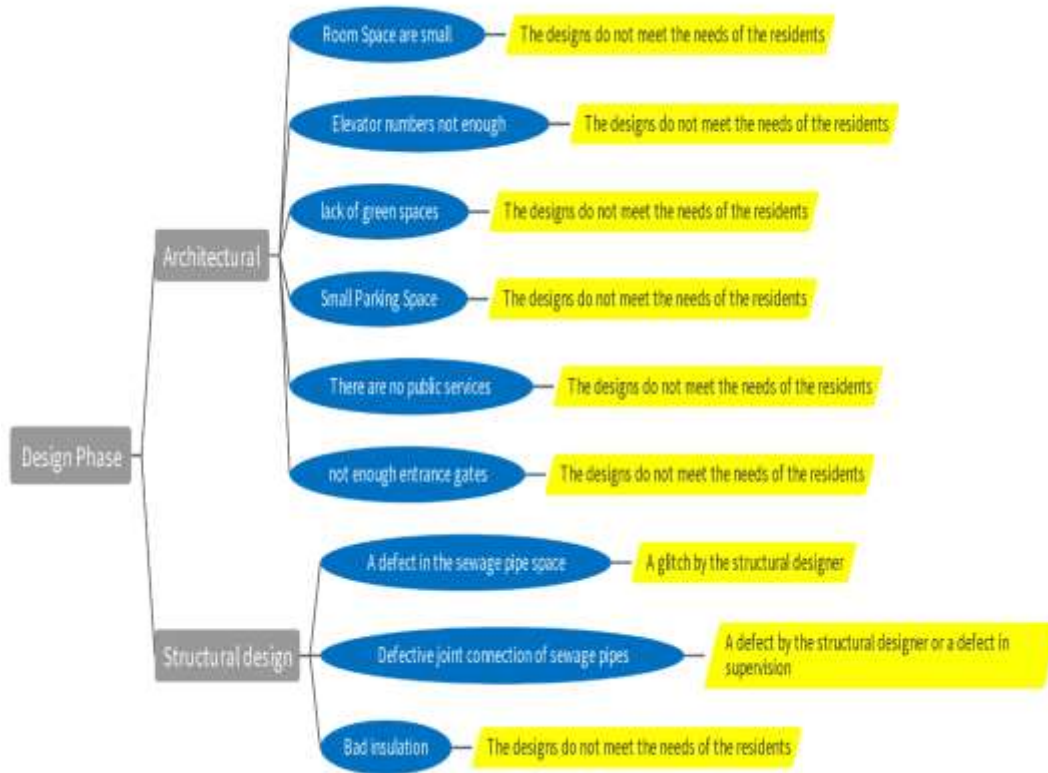 Room Space are small
The designs do not meet the needs of the residents
Elevator numbers not enough
The designs do not meet the needs of the residents
lack of green spaces
The designs do not meet the needs of the residents
Architectural
Small Parking Space
The designs do not meet the needs of the residents
There are no public services
The designs do not meet the needs of the residents
Design Phase
not enough entrance gates
The designs do not meet the needs of the residents
A defect in the sewage pipe space
A glitch by the structural designer
Structural design
Defective joint connection of sewage pipes
A defect by the structural designer or a defect in
supervision
Bad insulation
The designs do not meet the needs of the residents